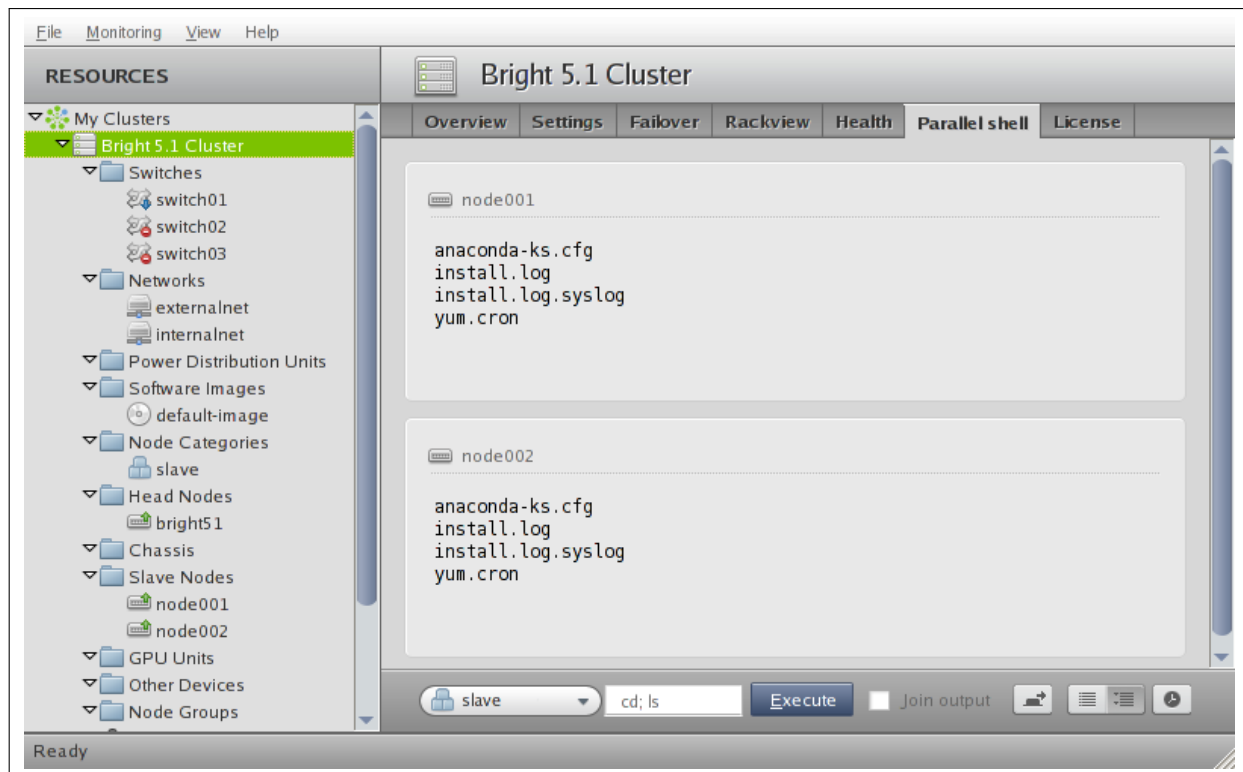 File Monitoring View Help
RESOURCES
My Clusters
Bright 5.1 Cluster
Switches
switch01
switch02
switch03
Networks
externalnet
internalnet
Power Distribution Units
Software Images
default-image
Node Categories
slave
Head Nodes
bright51
Chassis
Slave Nodes
node001
node002
GPU Units
Other Devices
Node Groups
Bright 5.1 Cluster
Overview Settings Failover Rackview Health Parallel shell License
node001
anaconda-ks.cfg
install.log
install.log.syslog
yum.cron
node002
anaconda-ks.cfg
install.log
install.log.syslog
yum.cron
slave cd; ls Execute Join output
Ready